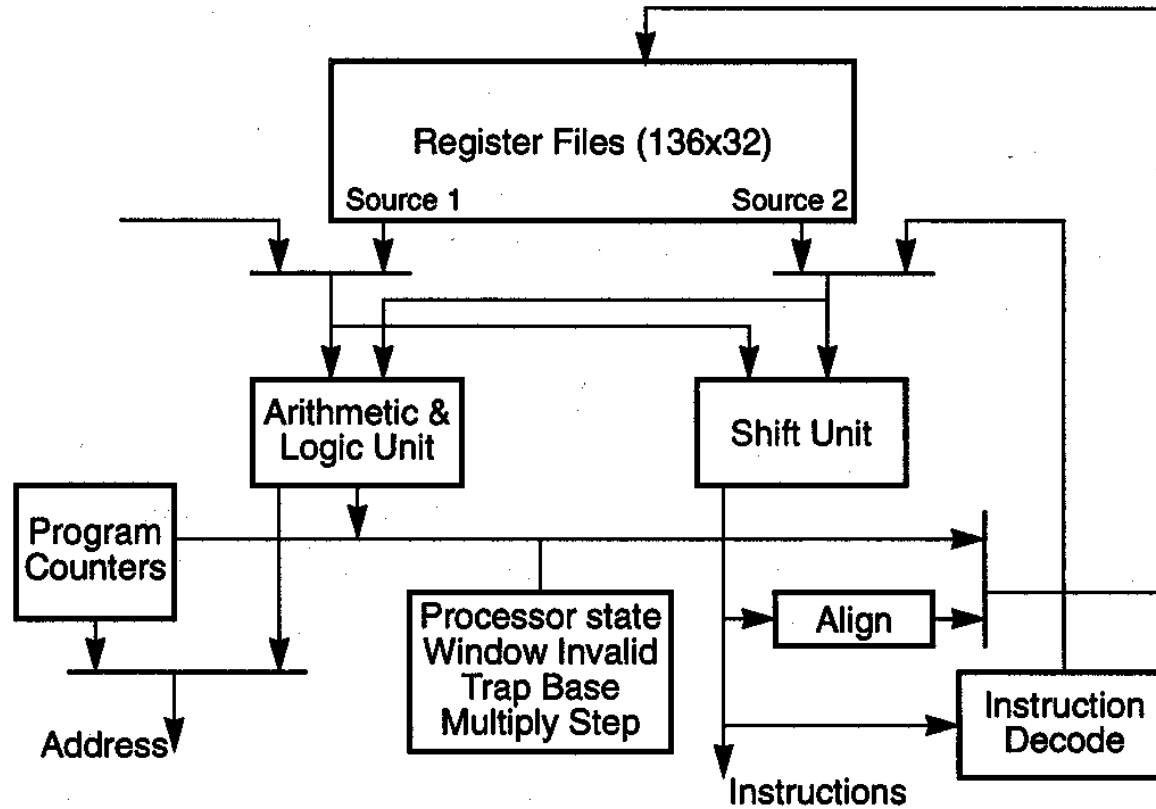 Register Files (136x32)
Source 1
Source 2
Arithmetic &
Logic Unit
Shift Unit
Program
Counters
Processor state
Window Invalid
Trap Base
Multiply Step
Align
Instruction
Decode
Address
Instructions